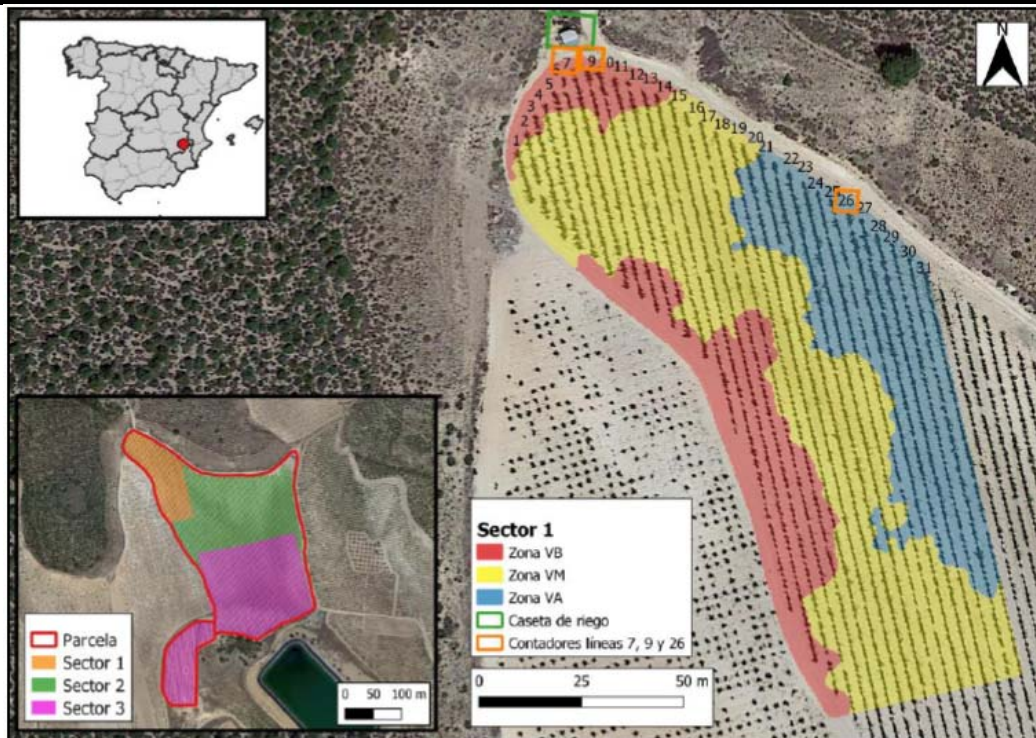 N
7
9
10
11
12
13
14
15
16
17
18
19
20
21
22
23
24
25
26
27
28
29
30
31
5
4
3
2
1
Sector 1
Zona VB
Zona VM
Zona VA
Caseta de riego
Contadores líneas 7, 9 y 26
0 25 50 m
Parcela
Sector 1
Sector 2
Sector 3
0 50 100 m